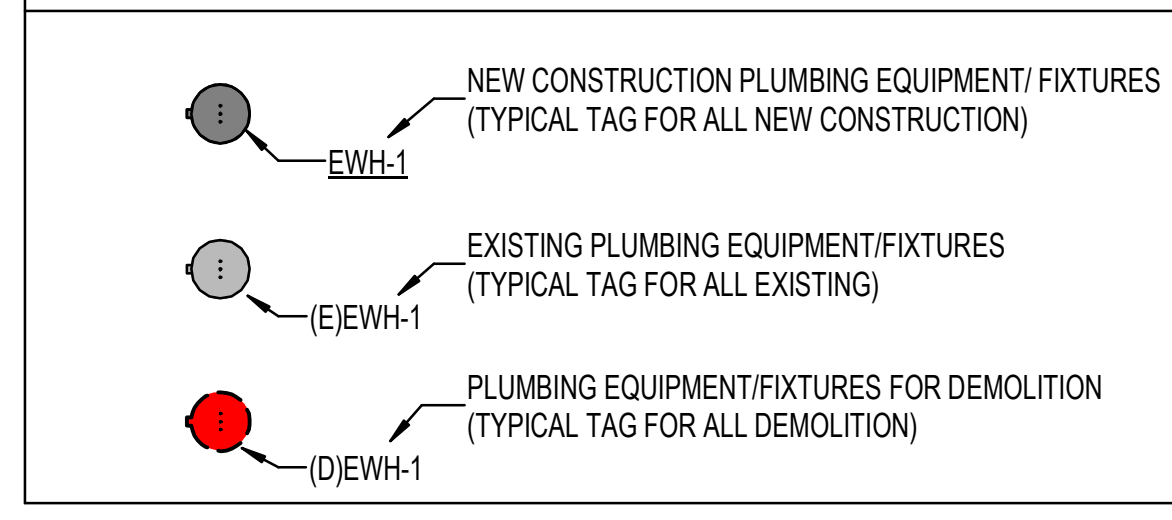 NEW CONSTRUCTION PLUMBING EQUIPMENT/ FIXTURES
(TYPICAL TAG FOR ALL NEW CONSTRUCTION)
EWH-1
EXISTING PLUMBING EQUIPMENT/FIXTURES
(TYPICAL TAG FOR ALL EXISTING)
(E)EWH-1
PLUMBING EQUIPMENT/FIXTURES FOR DEMOLITION
(TYPICAL TAG FOR ALL DEMOLITION)
(D)EWH-1